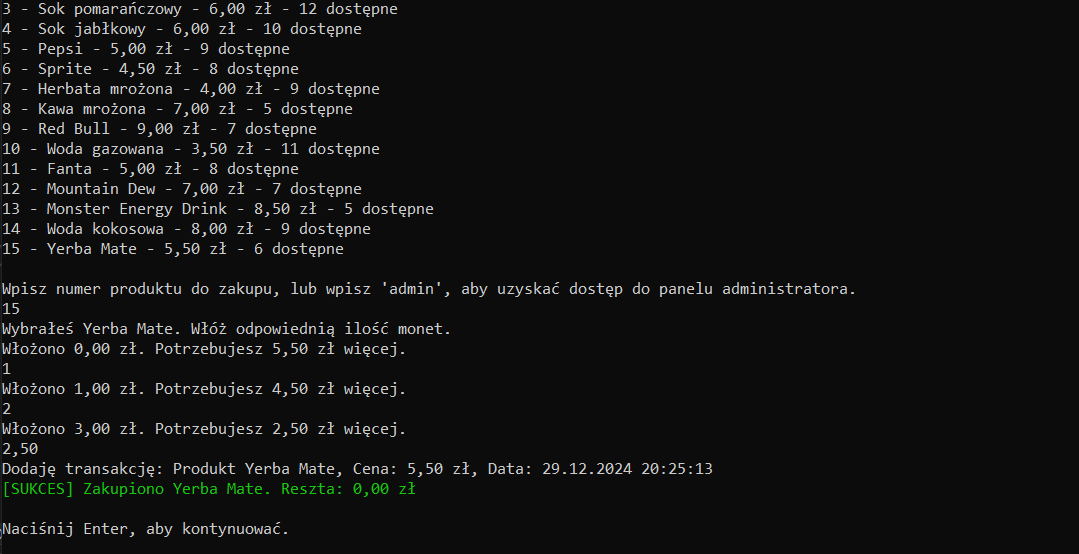 3 - Sok pomarańczowy - 6,00 zł - 12 dostępne
4 - Sok jabłkowy - 6,00 zł - 10 dostępne
5 - Pepsi - 5,00 zł - 9 dostępne
6 - Sprite - 4,50 zł - 8 dostępne
7 - Herbata mrożona - 4,00 zł - 9 dostępne
8 - Kawa mrożona - 7,00 zł - 5 dostępne
9 - Red Bull - 9,00 zł - 7 dostępne
10 - Woda gazowana - 3,50 zł - 11 dostępne
11 - Fanta - 5,00 zł - 8 dostępne
12 - Mountain Dew - 7,00 zł - 7 dostępne
13 - Monster Energy Drink - 8,50 zł - 5 dostępne
14 - Woda kokosowa - 8,00 zł - 9 dostępne
15 - Yerba Mate - 5,50 zł - 6 dostępne
Wpisz numer produktu do zakupu, lub wpisz 'admin', aby uzyskać dostęp do panelu administratora.
15
Wybrałeś Yerba Mate. Włóż odpowiednią ilość monet.
Włożono 0,00 zł. Potrzebujesz 5,50 zł więcej.
1
Włożono 1,00 zł. Potrzebujesz 4,50 zł więcej.
2
Włożono 3,00 zł. Potrzebujesz 2,50 zł więcej.
2,50
Dodaję transakcję: Produkt Yerba Mate, Cena: 5,50 zł, Data: 29.12.2024 20:25:13
[SUKCES] Zakupiono Yerba Mate. Reszta: 0,00 zł
Naciśnij Enter, aby kontynuować.